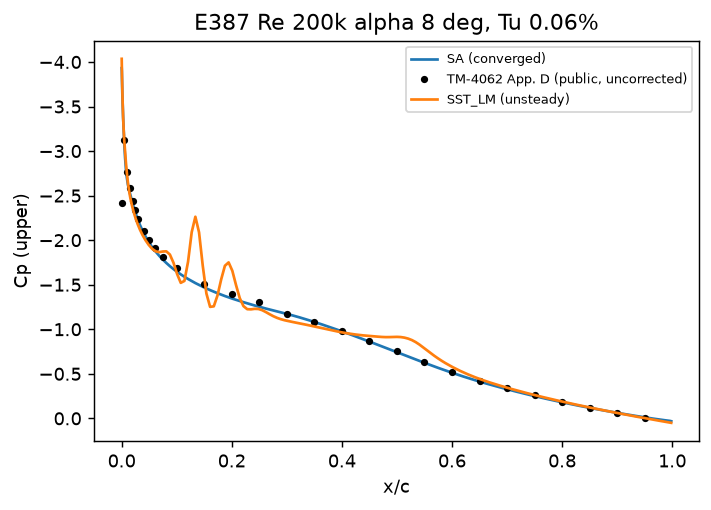 E387 Re 200k alpha 8 deg, Tu 0.06%
SA (converged)
TM-4062 App. D (public, uncorrected)
SST_LM (unsteady)
Cp (upper)
−4.0
−3.5
−3.0
−2.5
−2.0
−1.5
−1.0
−0.5
0.0
0.0 0.2 0.4 0.6 0.8 1.0
x/c